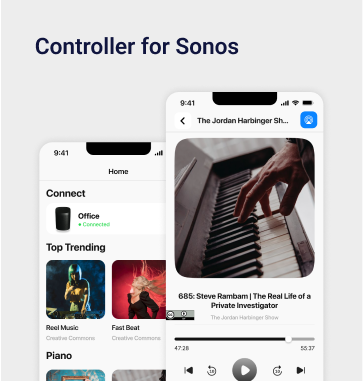 Controller for Sonos
9:41
Home
Connect
Office
Connected
Top Trending
Reel Music
Creative Commons
Fast Beat
Creative Commons
Piano
9:41
The Jordan Harbinger Sh...
685: Steve Rambam | The Real Life of a
Private Investigator
The Jordan Harbinger Show
47:28
55:37